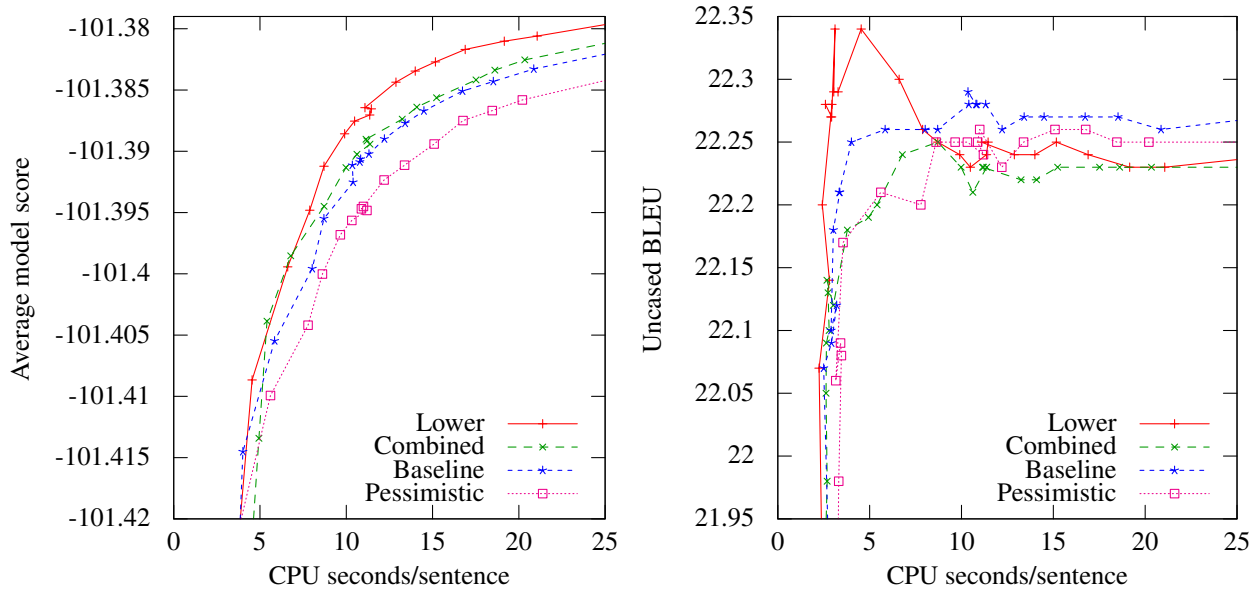 -101.38
-101.385
-101.39
-101.395
-101.4
-101.405
-101.41
-101.415
-101.42
0
5
10
15
20
25
Average model score
CPU seconds/sentence
Lower
Combined
Baseline
Pessimistic
22.35
22.3
22.25
22.2
22.15
22.1
22.05
22
21.95
0
5
10
15
20
25
Uncased BLEU
CPU seconds/sentence
Lower
Combined
Baseline
Pessimistic